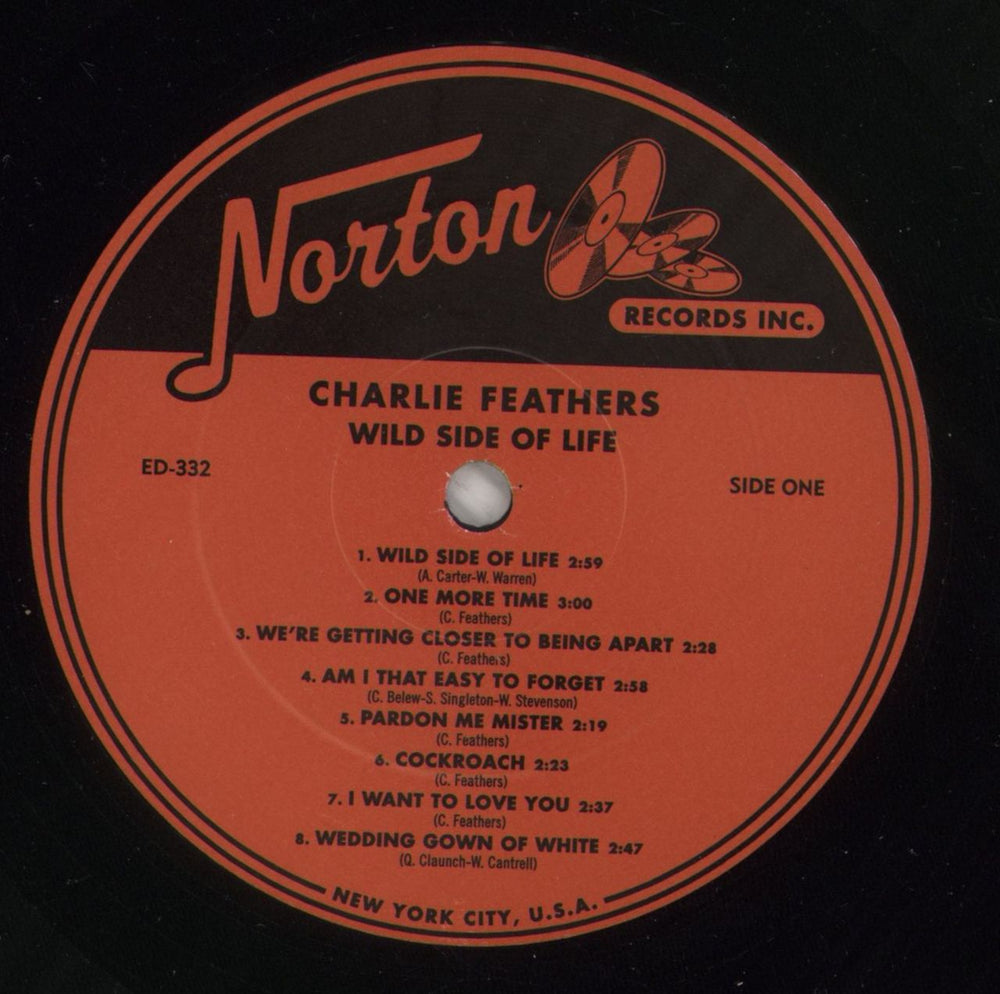 Norton
RECORDS INC.
CHARLIE FEATHERS
WILD SIDE OF LIFE
ED-332
SIDE ONE
1. WILD SIDE OF LIFE 2:59
(A. Carter-W. Warren)
2. ONE MORE TIME 3:00
(C. Feathers)
3. WE'RE GETTING CLOSER TO BEING APART 2:28
(C. Feathers)
4. AM I THAT EASY TO FORGET 2:58
(C. Belew-S. Singleton-W. Stevenson)
5. PARDON ME MISTER 2:19
(C. Feathers)
6. COCKROACH 2:23
(C. Feathers)
7. I WANT TO LOVE YOU 2:37
(C. Feathers)
8. WEDDING GOWN OF WHITE 2:47
(Q. Claunch-W. Cantrell)
NEW YORK CITY, U.S.A.